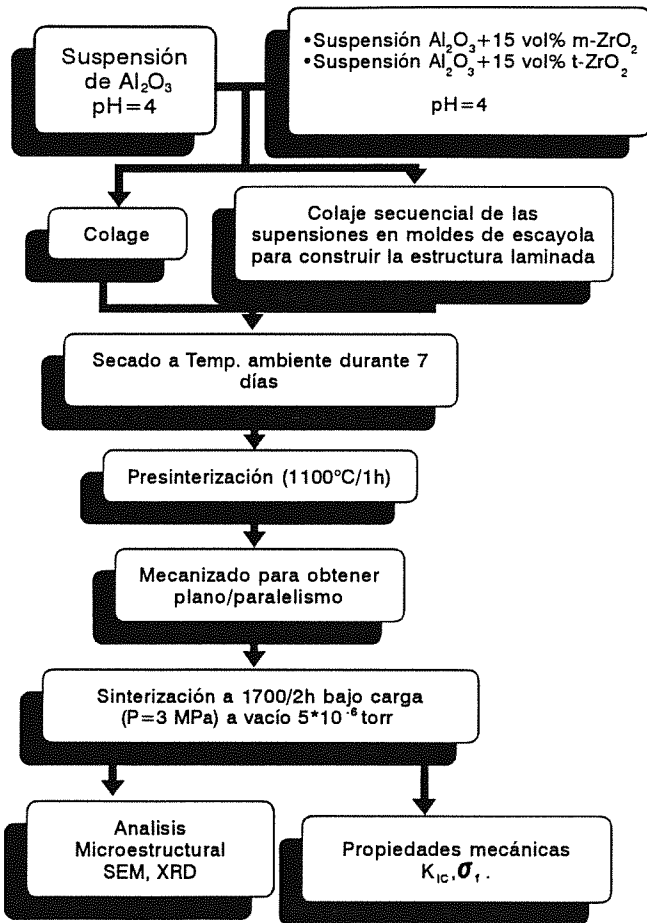 Suspensión
de Al₂O₃
pH=4
•Suspensión Al₂O₃+15 vol% m-ZrO₂
•Suspensión Al₂O₃+15 vol% t-ZrO₂
pH=4
Colage
Colaje secuencial de las
supensiones en moldes de escayola
para construir la estructura laminada
Secado a Temp. ambiente durante 7
días
Presinterización (1100°C/1h)
Mecanizado para obtener
plano/paralelismo
Sinterización a 1700/2h bajo carga
(P=3 MPa) a vacío 5*10⁻⁶ torr
Analisis
Microestructural
SEM, XRD
Propiedades mecánicas
K_IC, σ_f.